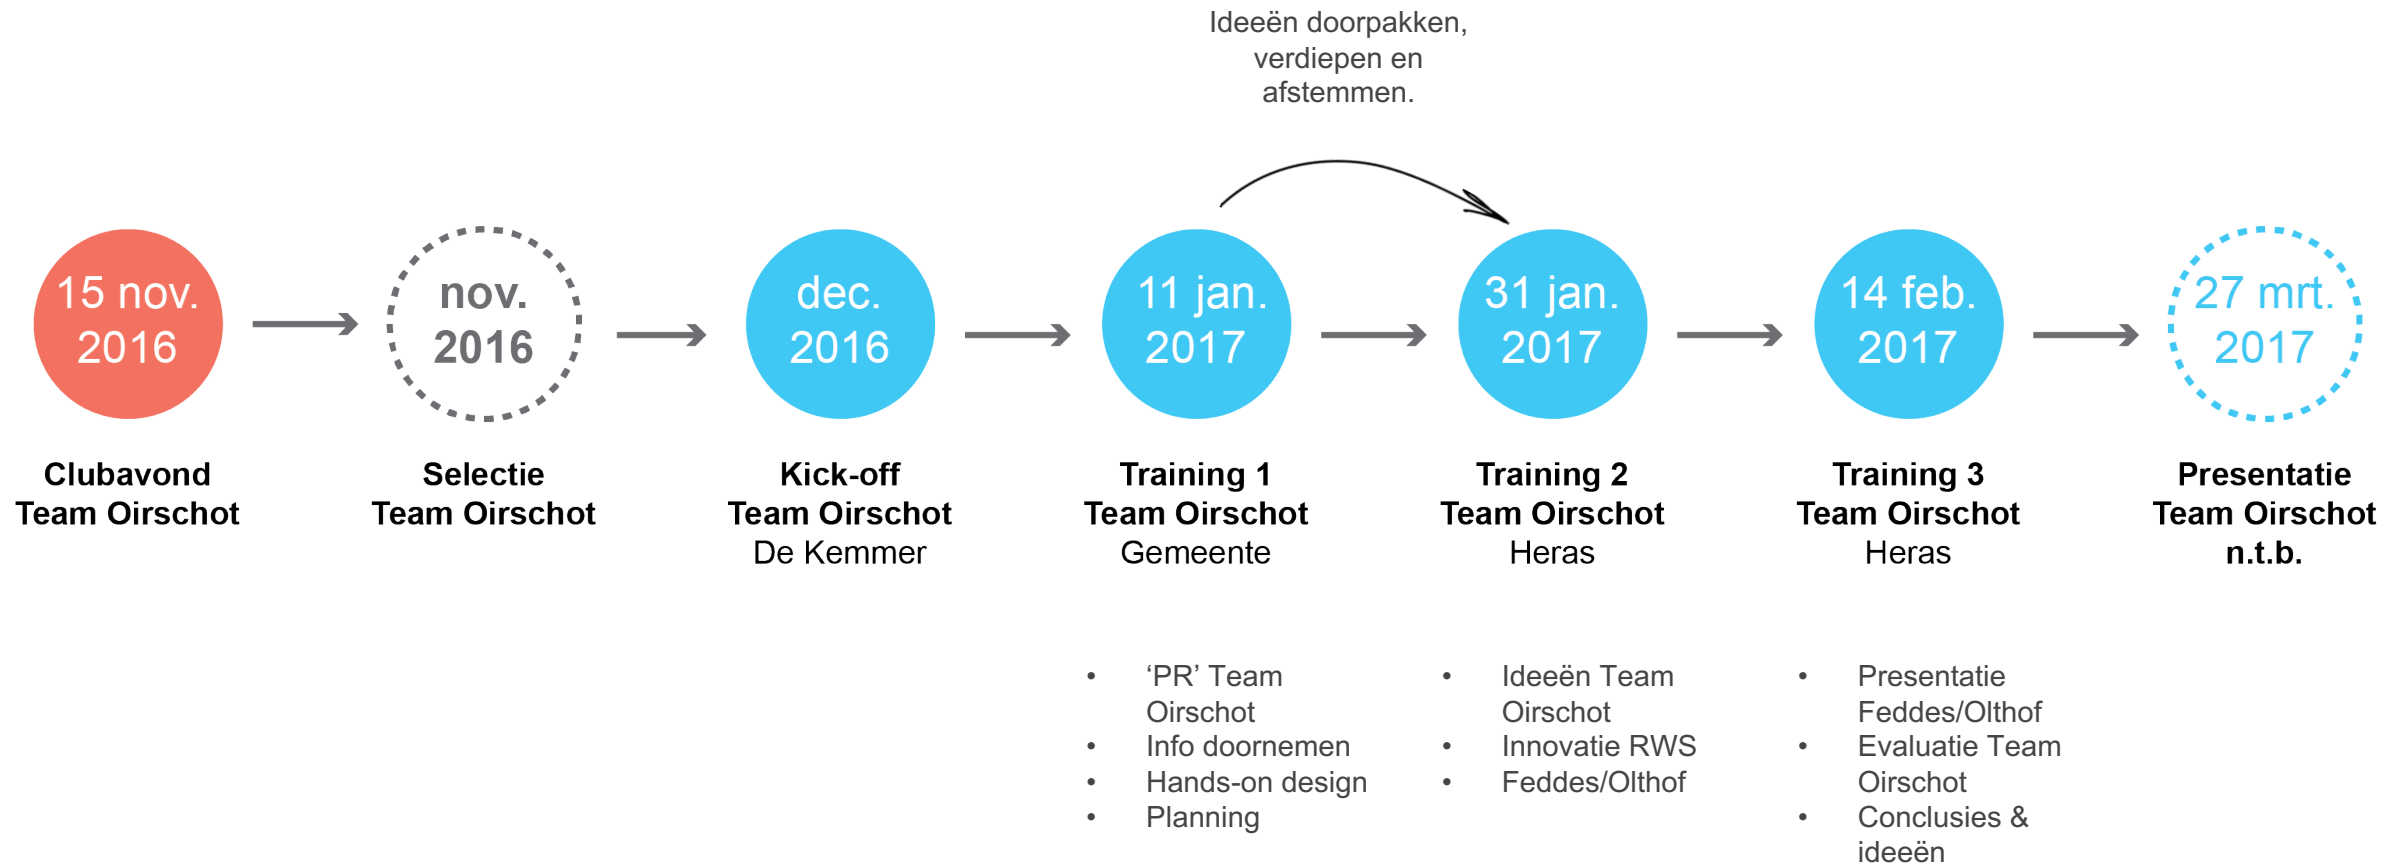 Ideeën doorpakken,
verdiepen en
afstemmen.
15 nov.
2016
nov.
2016
dec.
2016
11 jan.
2017
31 jan.
2017
14 feb.
2017
27 mrt.
2017
Clubavond
Team Oirschot
Selectie
Team Oirschot
Kick-off
Team Oirschot
De Kemmer
Training 1
Team Oirschot
Gemeente
Training 2
Team Oirschot
Heras
Training 3
Team Oirschot
Heras
Presentatie
Team Oirschot
n.t.b.
• ‘PR’ Team
Oirschot
• Info doornemen
• Hands-on design
• Planning
• Ideeën Team
Oirschot
• Innovatie RWS
• Feddes/Olthof
• Presentatie
Feddes/Olthof
• Evaluatie Team
Oirschot
• Conclusies &
ideeën